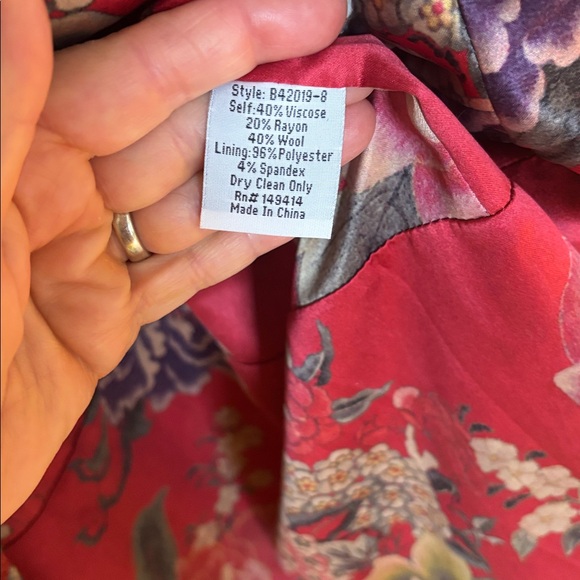 Style: B42019-8
Self:40% Viscose
20% Rayon
40% Wool
Lining:96% Polyester
4% Spandex
Dry Clean Only
Rn# 149414
Made In China